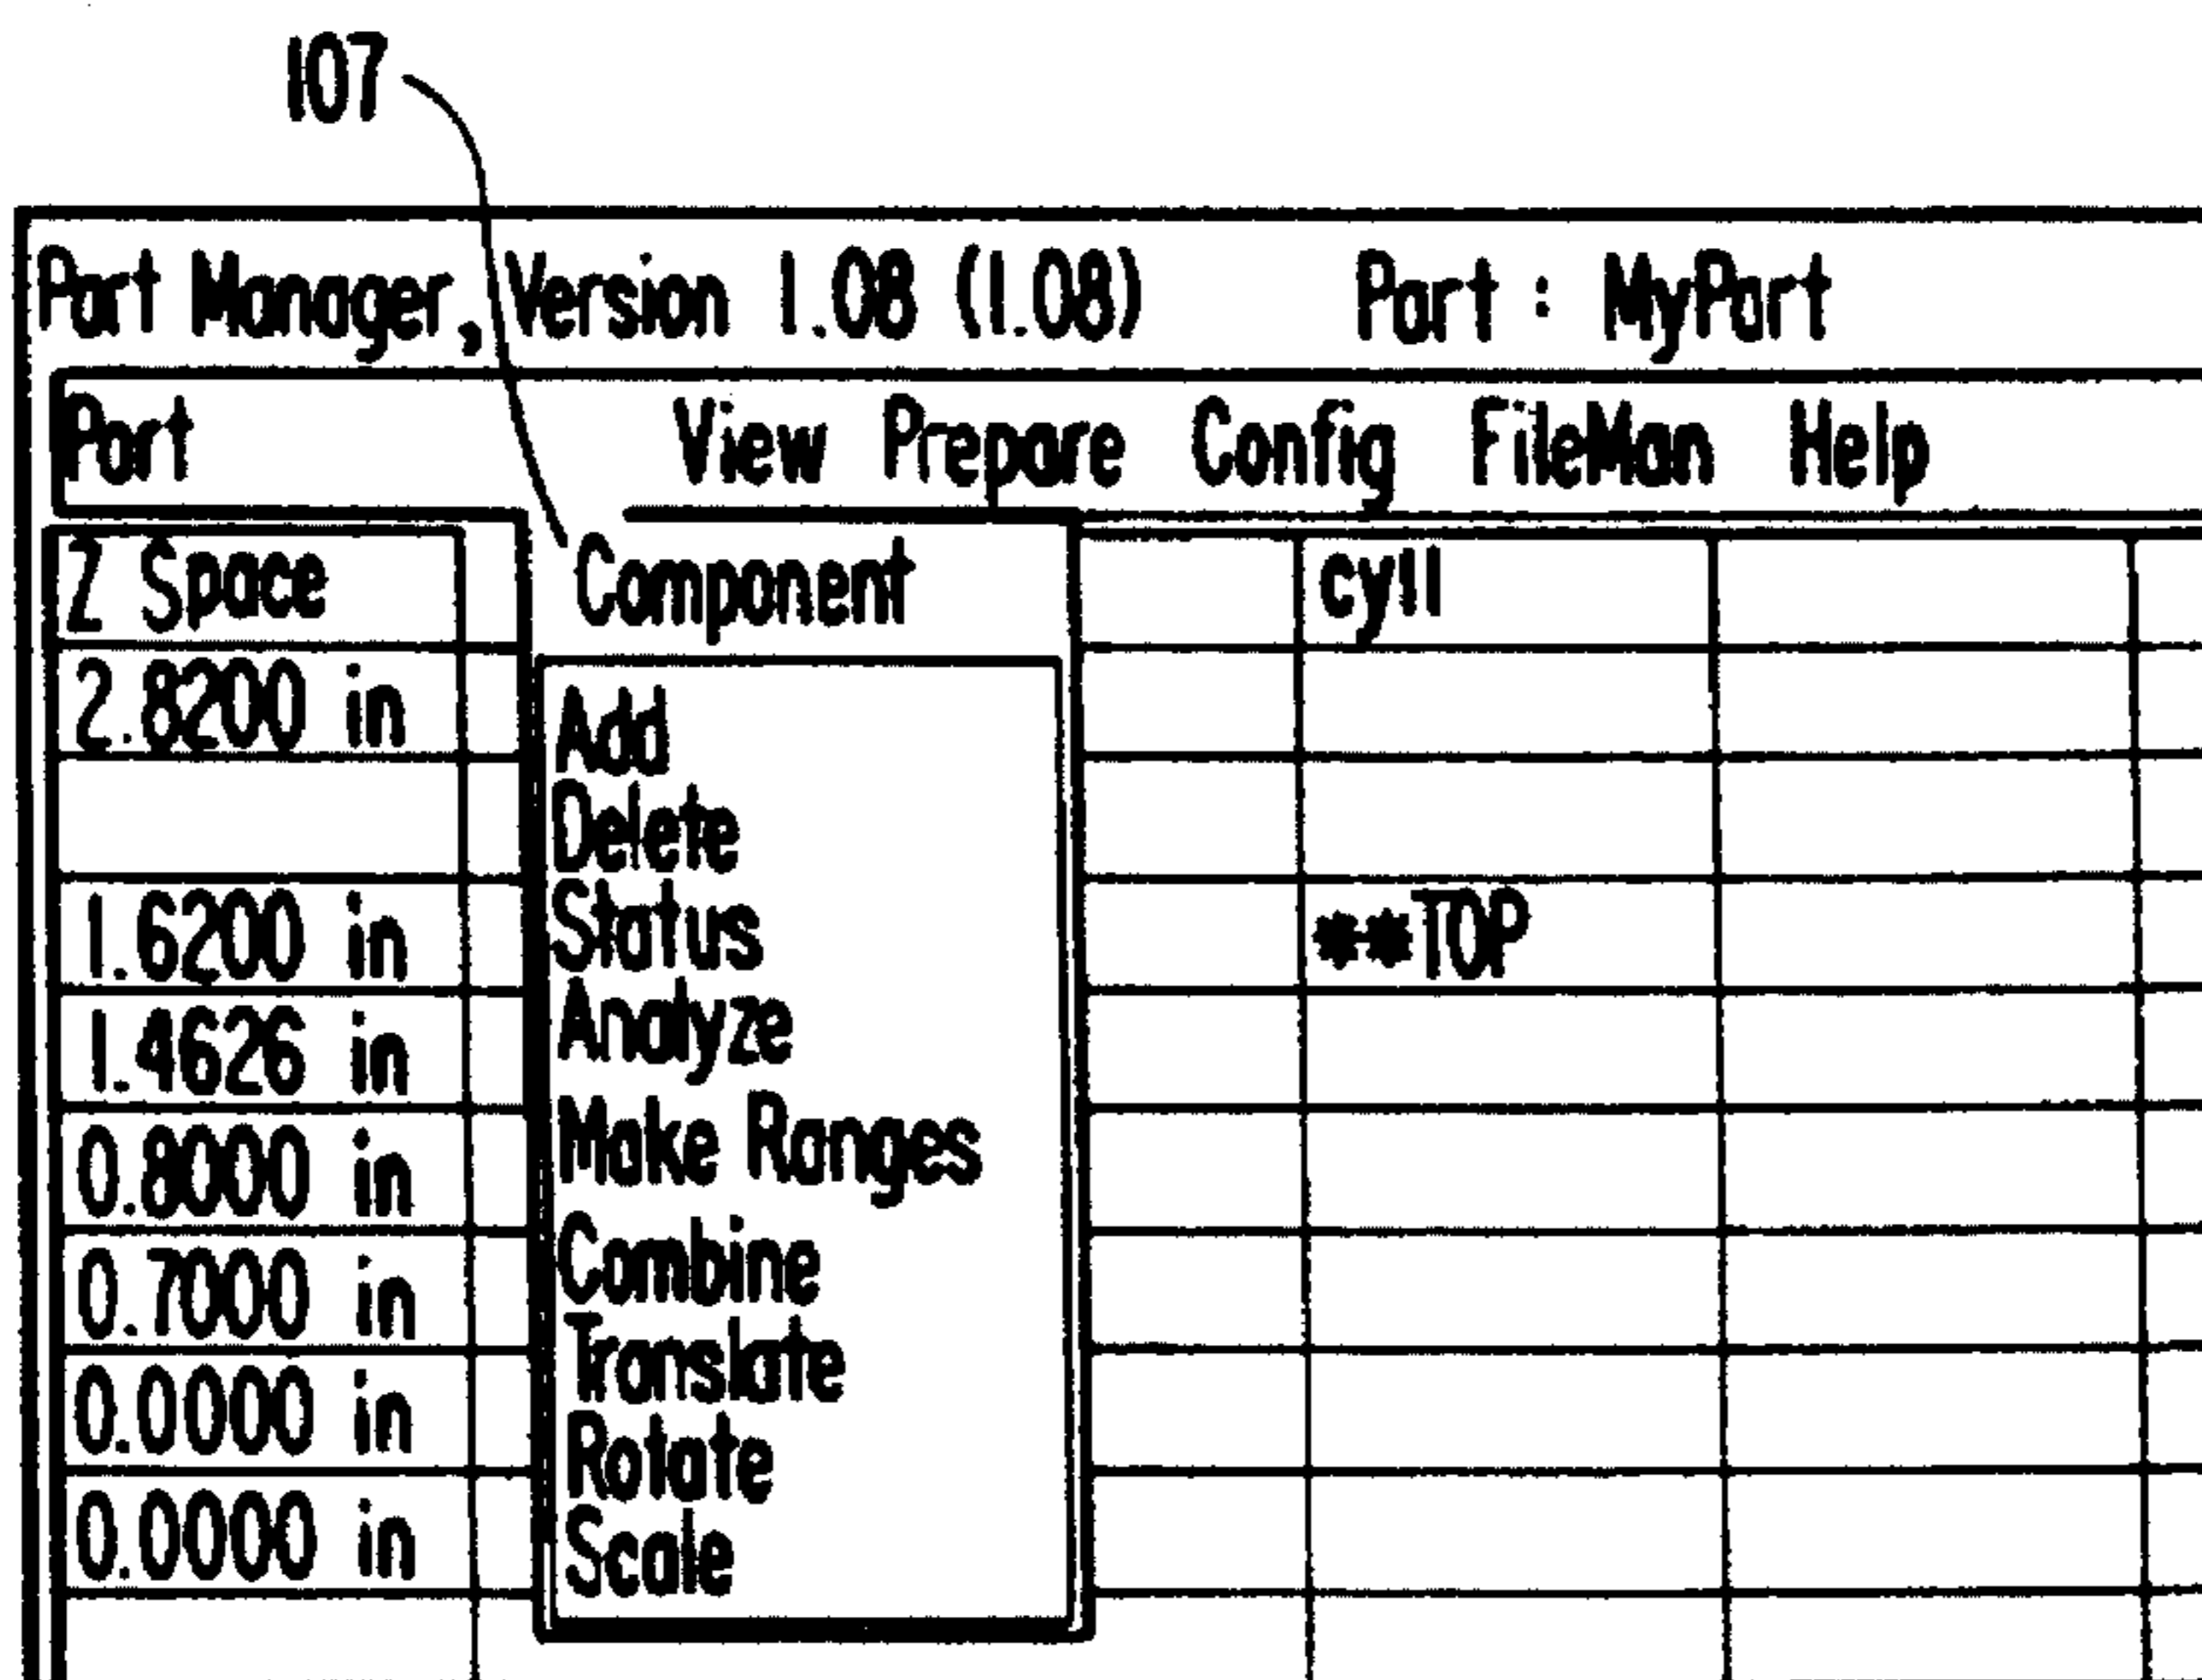 107
Part Manager, Version 1.08 (1.08) Part : MyPart
Part View Prepare Config FileMan Help
Z Space Component cyl1
2.8200 in
Add
Delete
1.6200 in Status **TOP
1.4626 in Analyze
0.8000 in Make Ranges
0.7000 in Combine
Translate
0.0000 in
Rotate
0.0000 in Scale